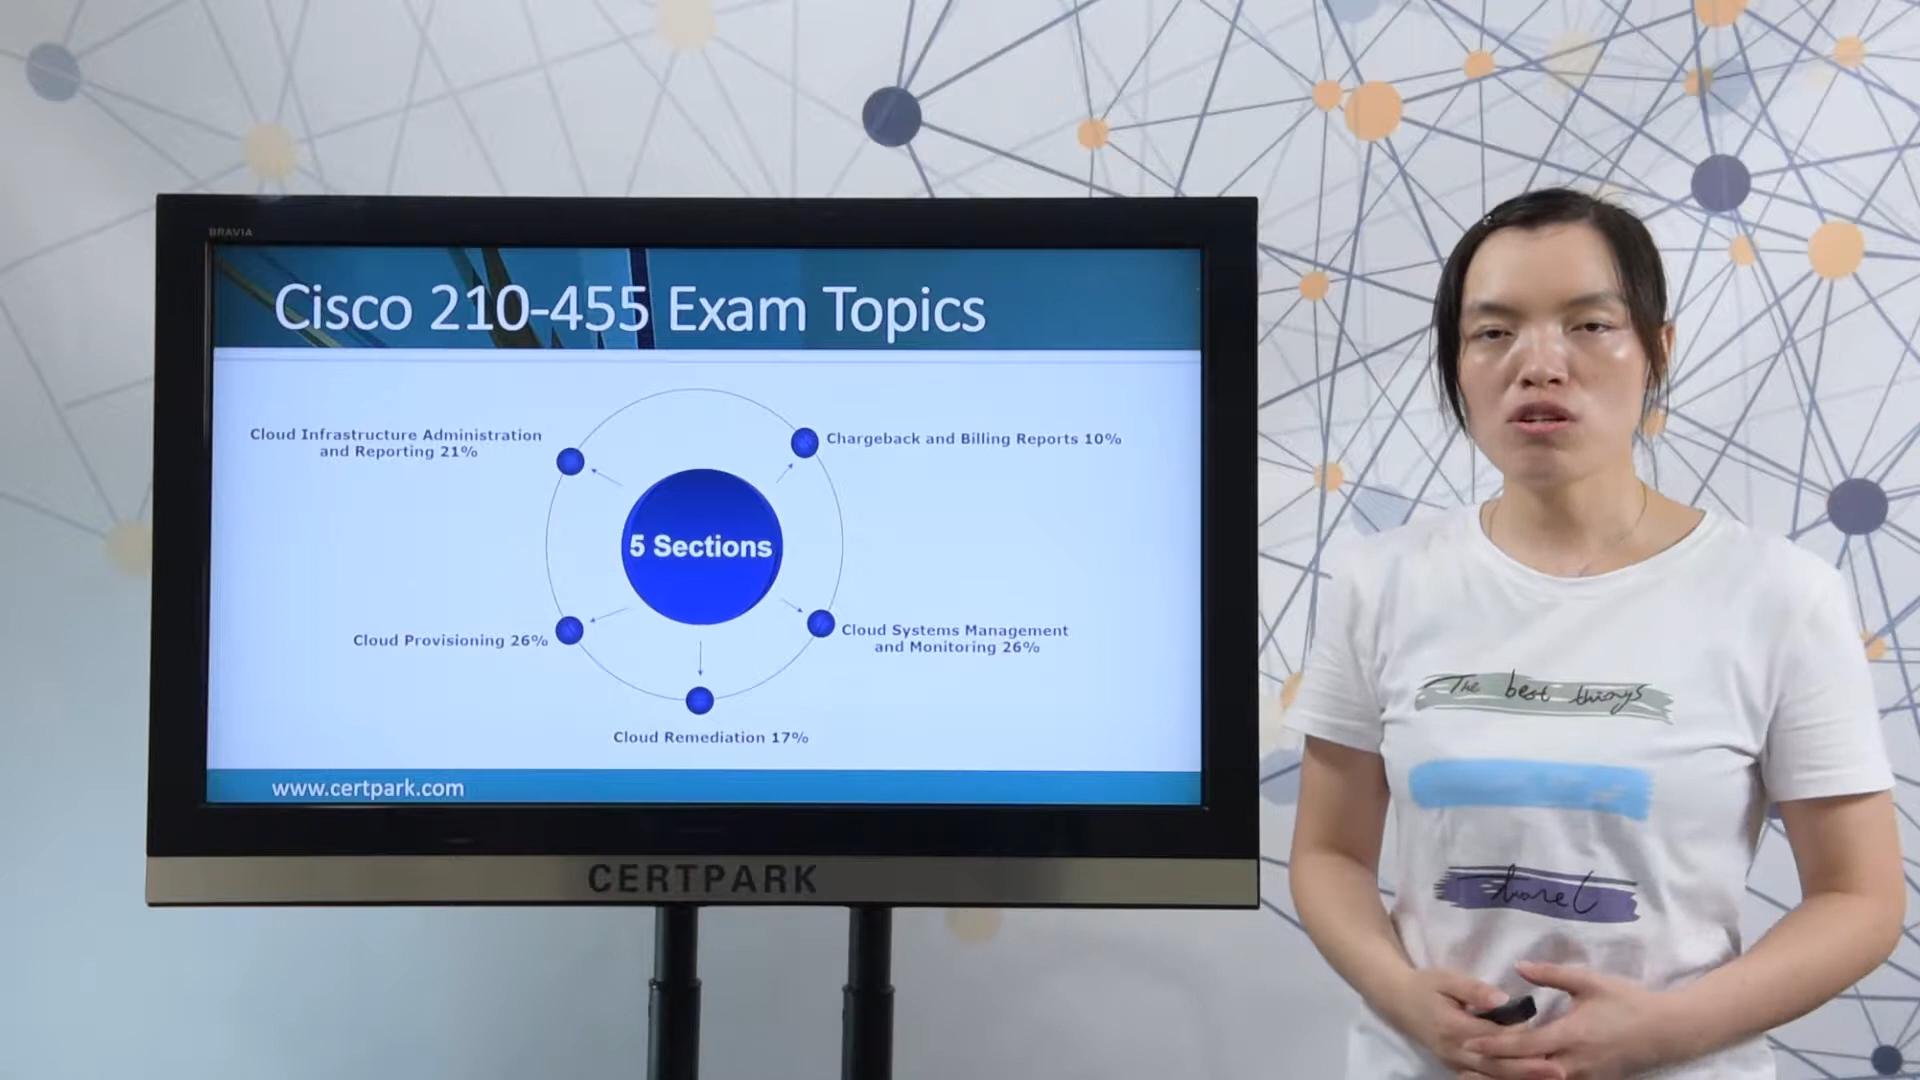 BRAVIA
Cisco 210-455 Exam Topics
Cloud Infrastructure Administration
and Reporting 21%
Chargeback and Billing Reports 10%
5 Sections
Cloud Provisioning 26%
Cloud Systems Management
and Monitoring 26%
Cloud Remediation 17%
www.certpark.com
CERTPARK
The best things